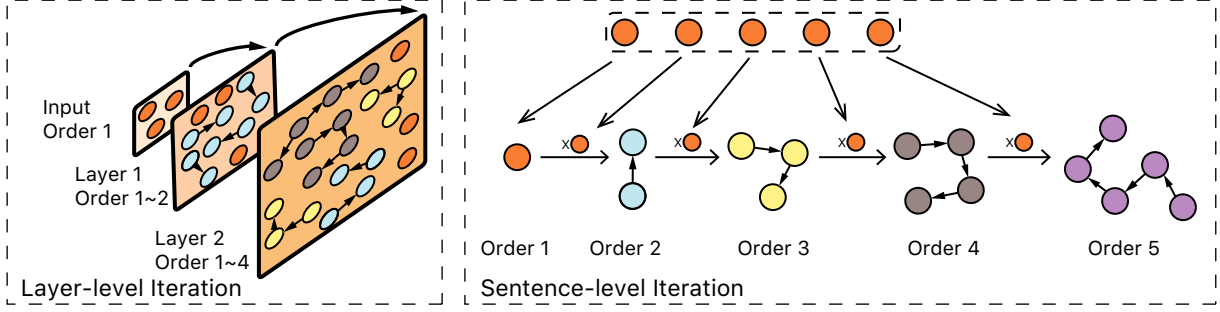 Input
Order 1
Layer 1
Order 1~2
Layer 2
Order 1~4
Layer-level Iteration
x
x
x
x
Order 1
Order 2
Order 3
Order 4
Order 5
Sentence-level Iteration